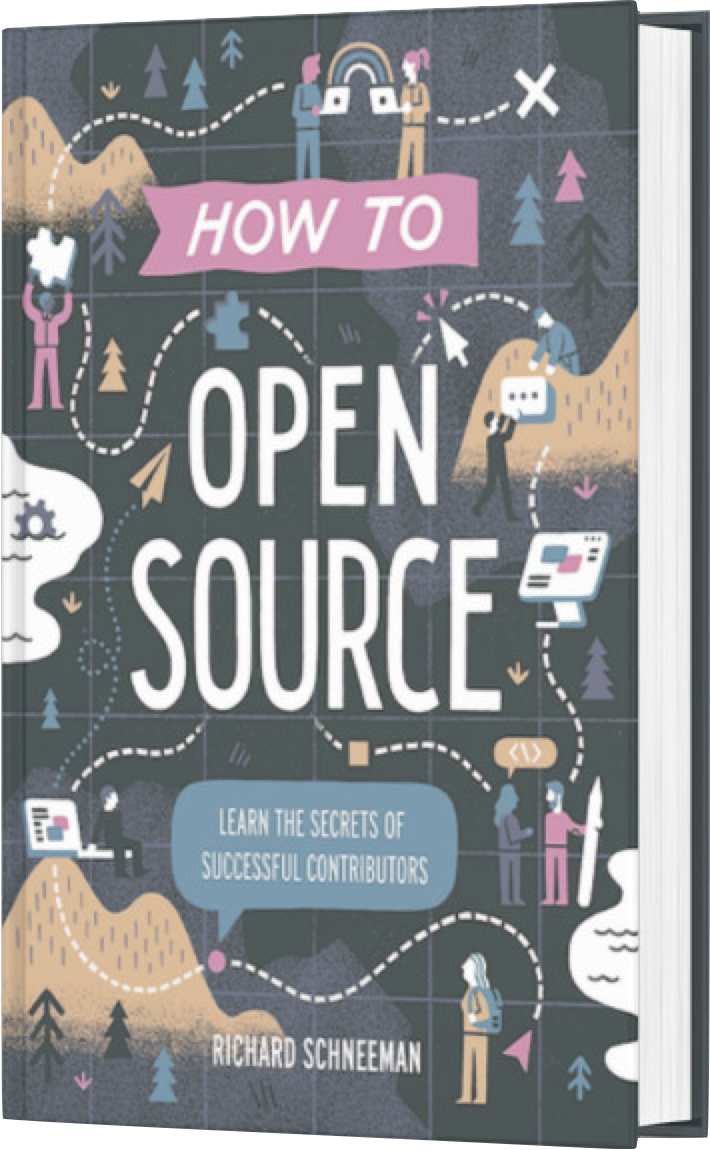 HOW TO
OPEN
SOURCE
<\>
LEARN THE SECRETS OF
SUCCESSFUL CONTRIBUTORS
RICHARD SCHNEEMAN